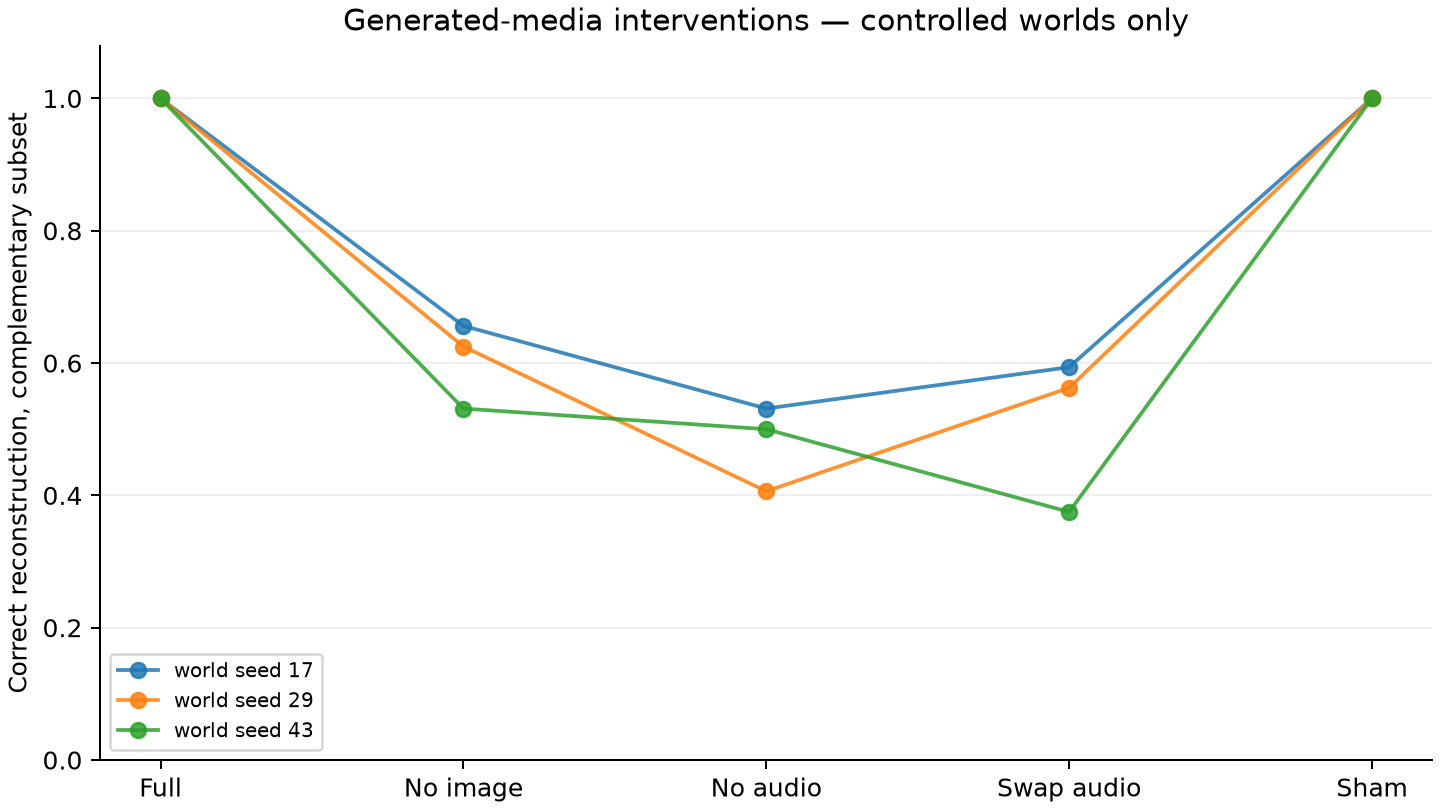 Generated-media interventions — controlled worlds only
Correct reconstruction, complementary subset
1.0
0.8
0.6
0.4
0.2
0.0
world seed 17
world seed 29
world seed 43
Full
No image
No audio
Swap audio
Sham